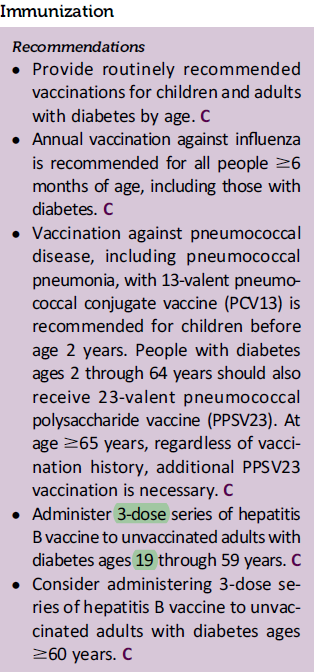 Immunization
Recommendations
• Provide routinely recommended
vaccinations for children and adults
with diabetes by age. C
• Annual vaccination against influenza
is recommended for all people ≥6
months of age, including those with
diabetes. C
• Vaccination against pneumococcal
disease, including pneumococcal
pneumonia, with 13-valent pneumo-
coccal conjugate vaccine (PCV13) is
recommended for children before
age 2 years. People with diabetes
ages 2 through 64 years should also
receive 23-valent pneumococcal
polysaccharide vaccine (PPSV23). At
age ≥65 years, regardless of vacci-
nation history, additional PPSV23
vaccination is necessary. C
• Administer 3-dose series of hepatitis
B vaccine to unvaccinated adults with
diabetes ages 19 through 59 years. C
• Consider administering 3-dose se-
ries of hepatitis B vaccine to unvac-
cinated adults with diabetes ages
≥60 years. C